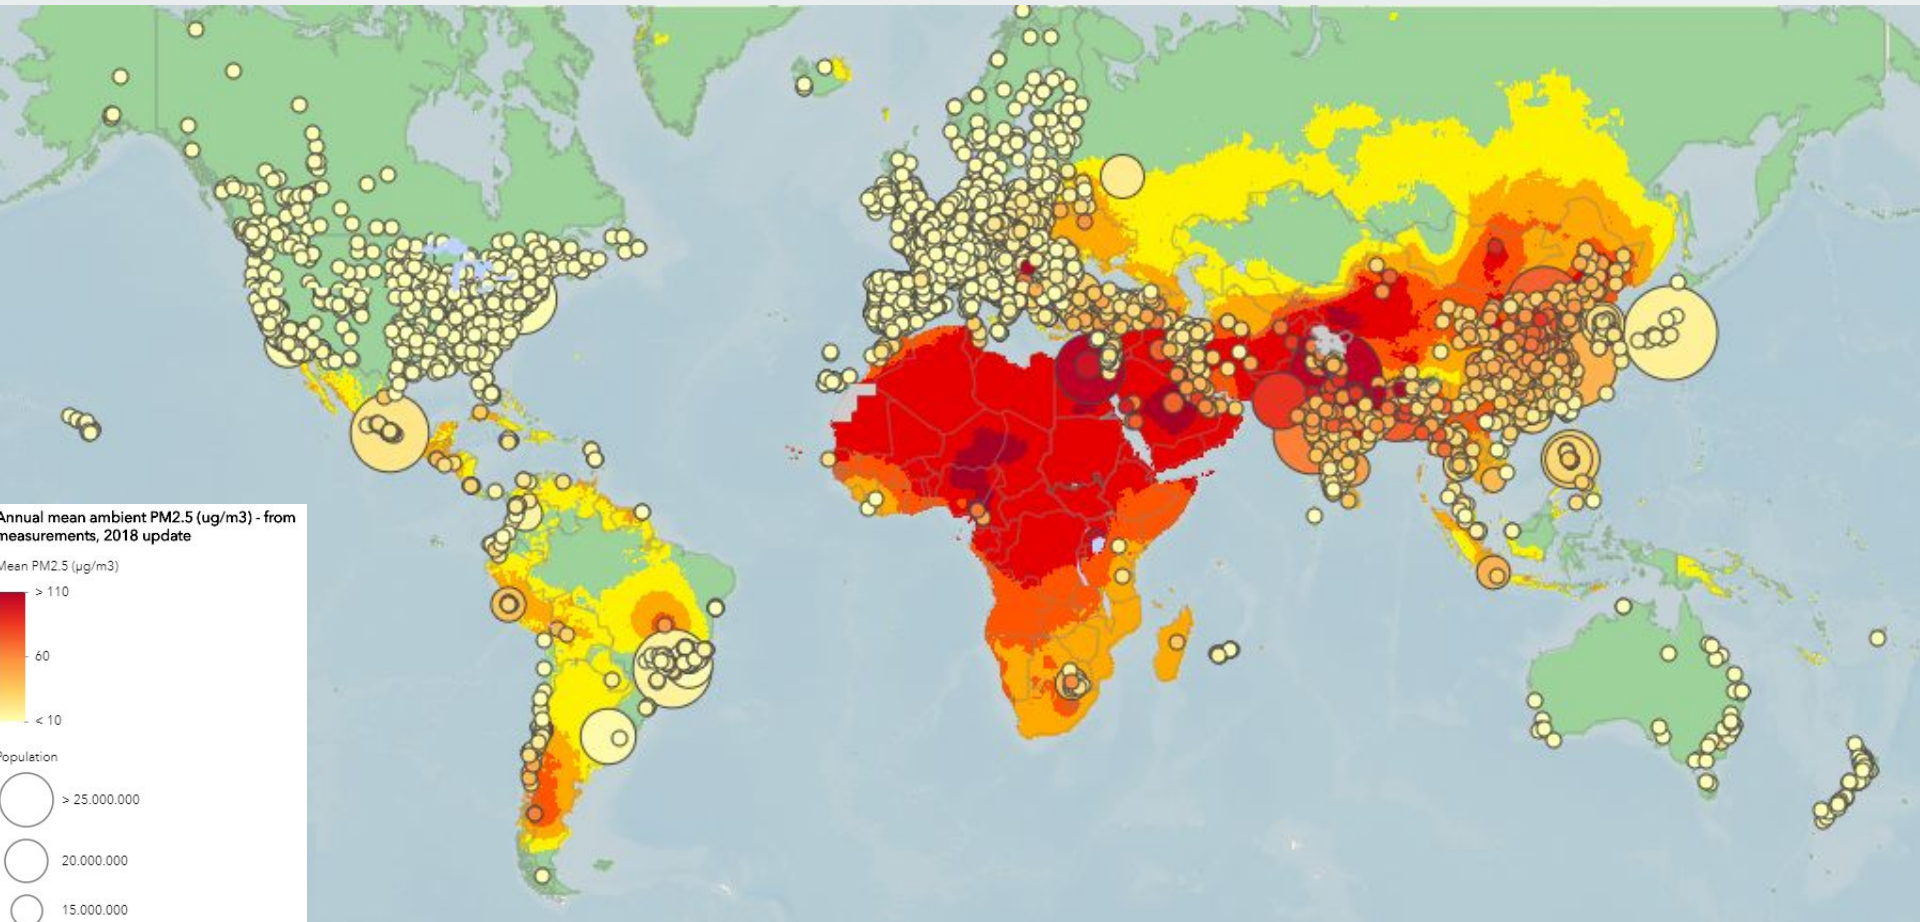 Annual mean ambient PM2.5 (ug/m3) - from
measurements, 2018 update
Mean PM2.5 (µg/m3)
> 110
60
< 10
Population
> 25.000.000
20.000.000
15.000.000